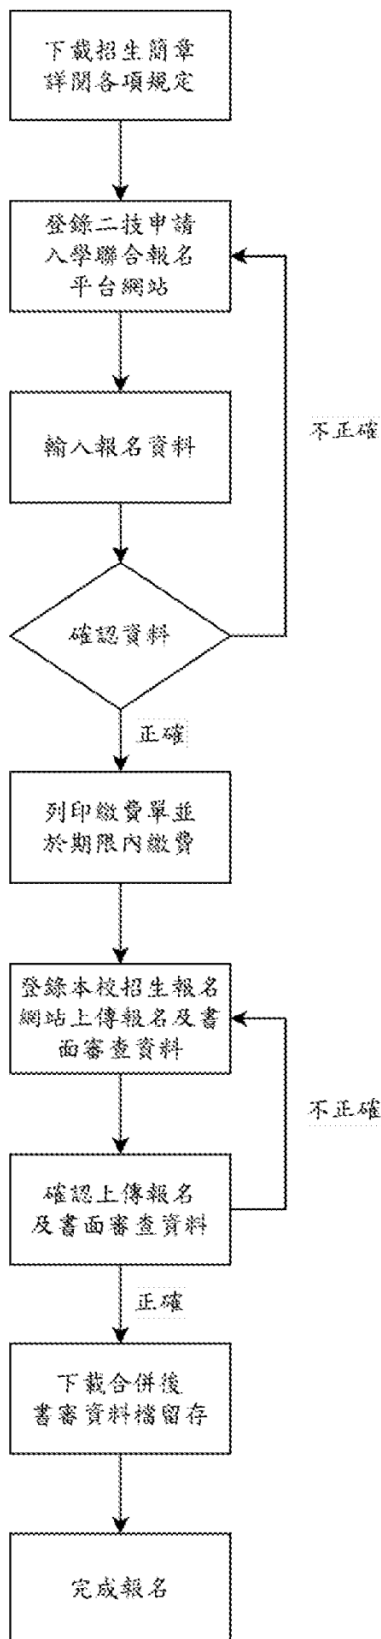 下載招生簡章
詳閱各項規定
登錄二技申請
入學聯合報名
平台網站
輸入報名資料
不正確
確認資料
正確
列印繳費單並
於期限內繳費
登錄本校招生報名
網站上傳報名及書
面審查資料
不正確
確認上傳報名
及書面審查資料
正確
下載合併後
書審資料檔留存
完成報名